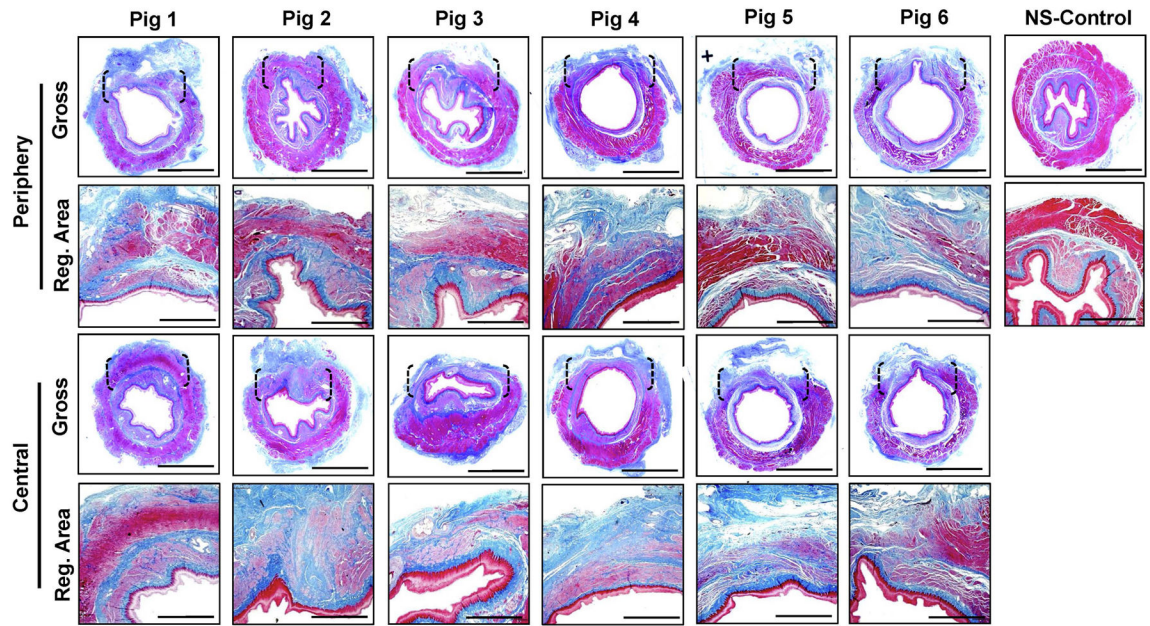 Pig 1 Pig 2 Pig 3 Pig 4 Pig 5 Pig 6 NS-Control
Periphery
Gross
Reg. Area
Central
Gross
Reg. Area